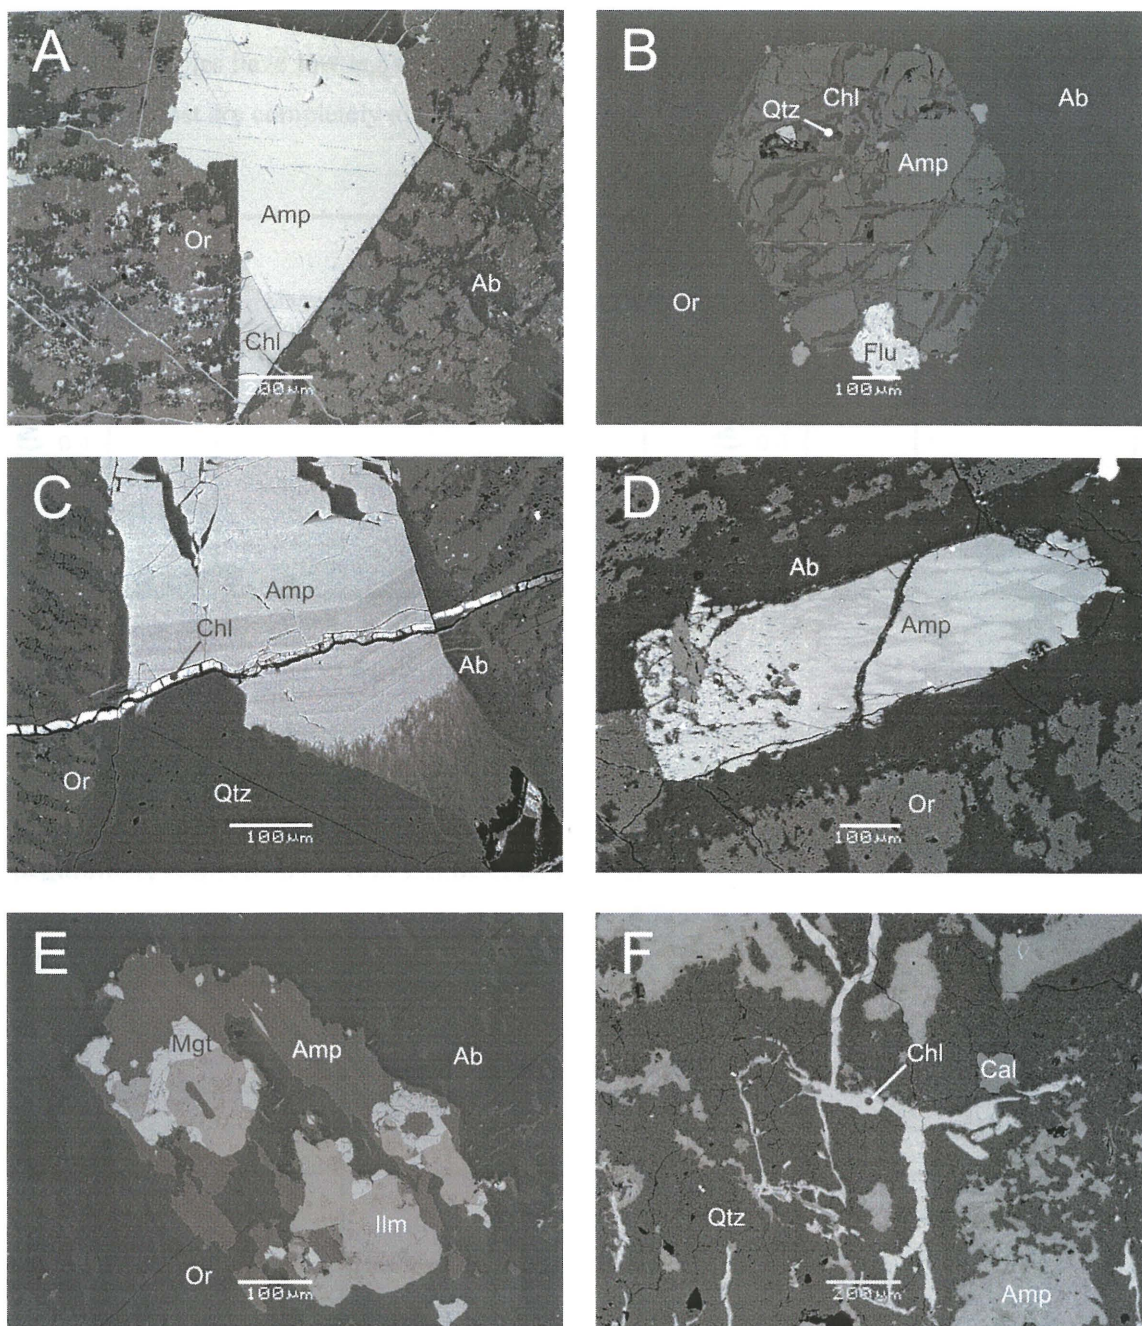 A
Amp
Or
Ab
Chl
200µm
B
Chl
Ab
Qtz
Amp
Or
Flu
100µm
C
Amp
Chl
Ab
Or
Qtz
100µm
D
Ab
Amp
Or
100µm
E
Mgt
Amp
Ab
Ilm
Or
100µm
F
Chl
Cal
Qtz
200µm
Amp